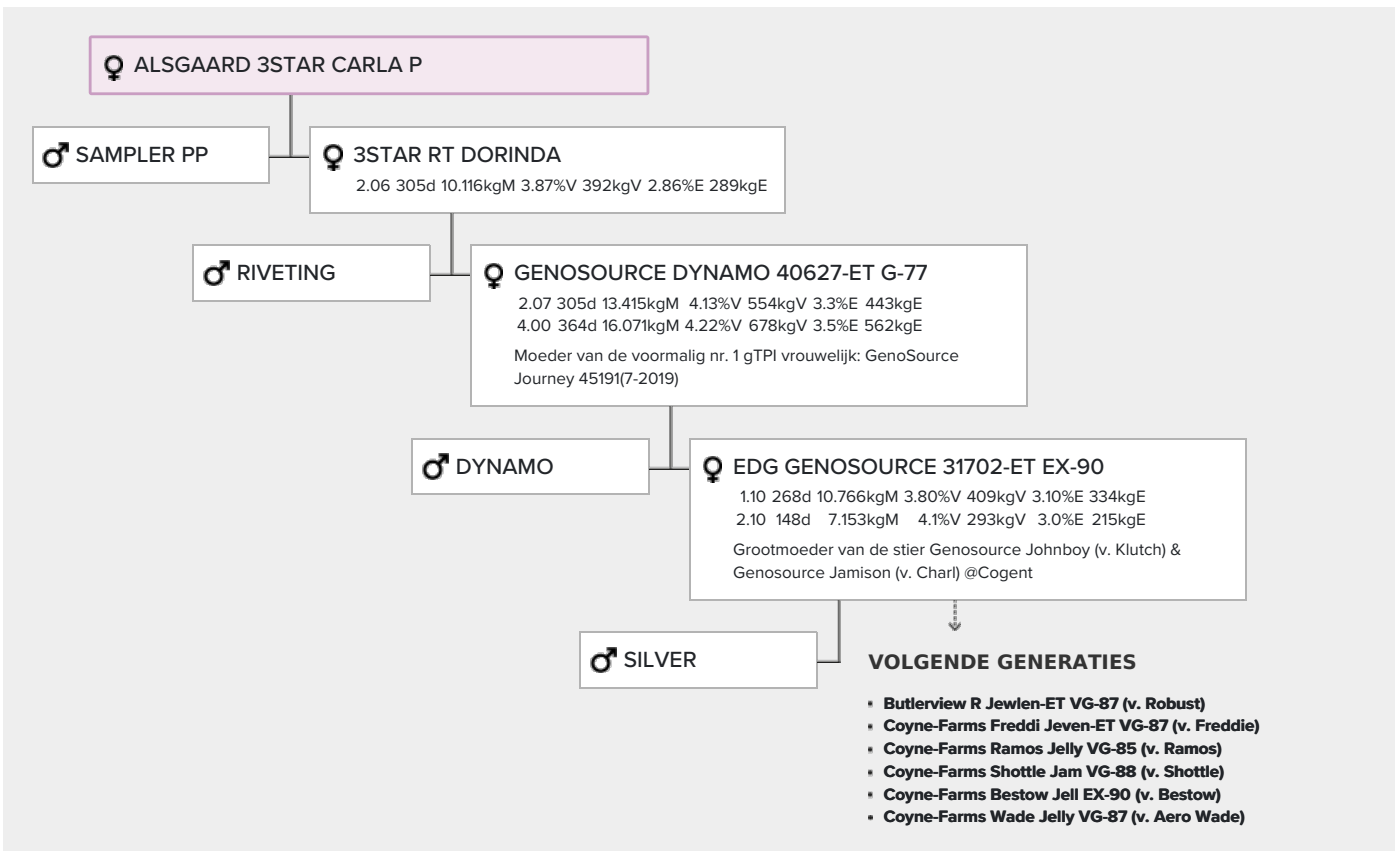 ALSGAARD 3STAR CARLA P
SAMPLER PP
3STAR RT DORINDA
2.06 305d 10.116kgM 3.87%V 392kgV 2.86%E 289kgE
RIVETING
GENOSOURCE DYNAMO 40627-ET G-77
2.07 305d 13.415kgM 4.13%V 554kgV 3.3%E 443kgE
4.00 364d 16.071kgM 4.22%V 678kgV 3.5%E 562kgE
Moeder van de voormalig nr. 1 gTPI vrouwelijk: GenoSource
Journey 45191(7-2019)
DYNAMO
EDG GENOSOURCE 31702-ET EX-90
1.10 268d 10.766kgM 3.80%V 409kgV 3.10%E 334kgE
2.10 148d 7.153kgM 4.1%V 293kgV 3.0%E 215kgE
Grootmoeder van de stier Genosource Johnboy (v. Klutch) &
Genosource Jamison (v. Charl) @Cogent
SILVER
VOLGENDE GENERATIES
Butlerview R Jewlen-ET VG-87 (v. Robust)
Coyne-Farms Freddi Jeven-ET VG-87 (v. Freddie)
Coyne-Farms Ramos Jelly VG-85 (v. Ramos)
Coyne-Farms Shottle Jam VG-88 (v. Shottle)
Coyne-Farms Bestow Jell EX-90 (v. Bestow)
Coyne-Farms Wade Jelly VG-87 (v. Aero Wade)